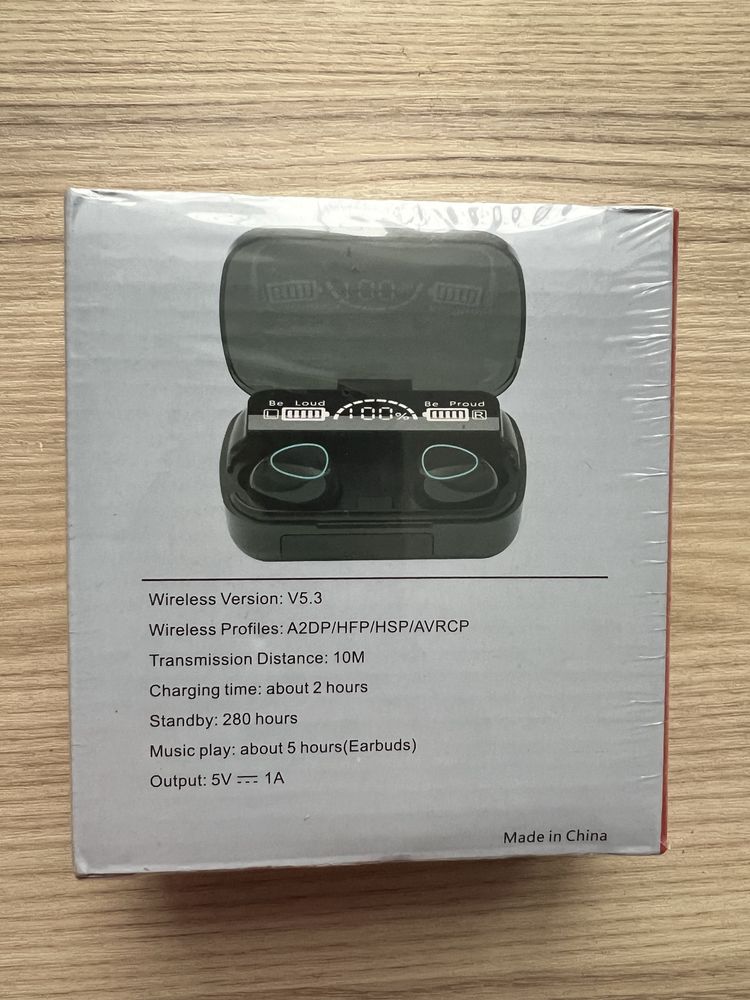 Be Loud
Be Proud
L
100%
R
Wireless Version: V5.3
Wireless Profiles: A2DP/HFP/HSP/AVRCP
Transmission Distance: 10M
Charging time: about 2 hours
Standby: 280 hours
Music play: about 5 hours(Earbuds)
Output: 5V ⎓ 1A
Made in China